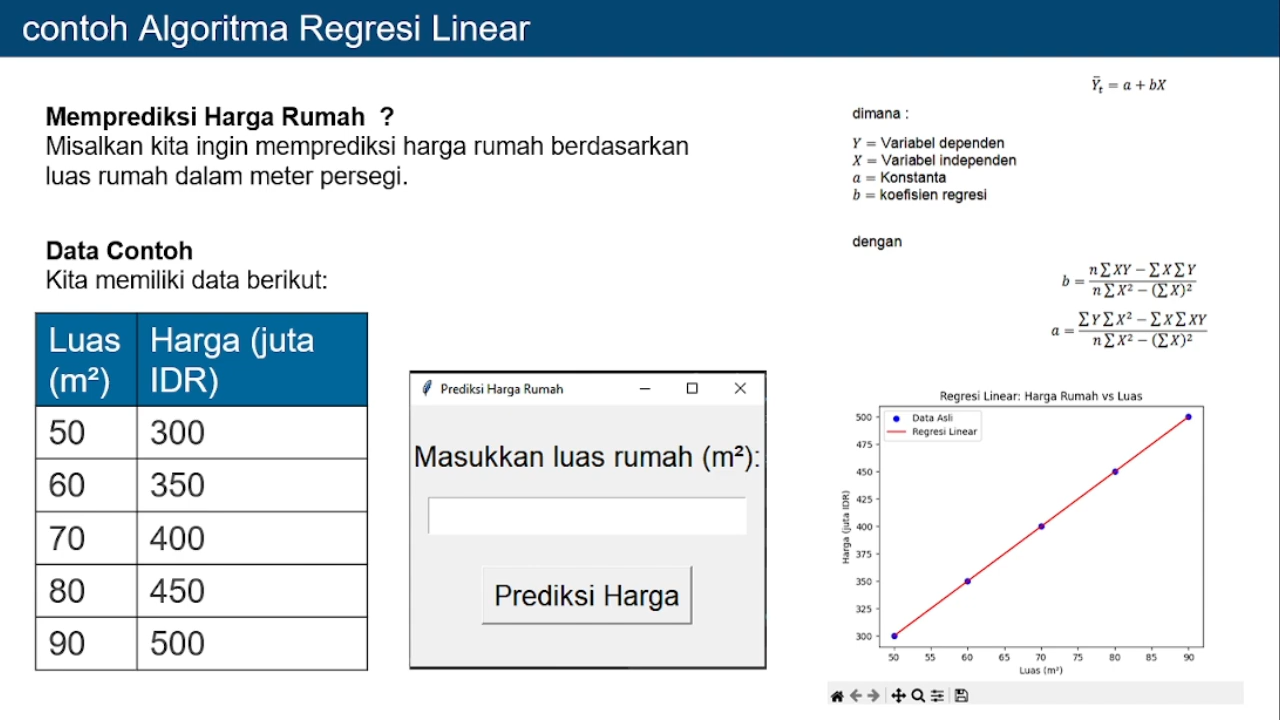 contoh Algoritma Regresi Linear
Memprediksi Harga Rumah ?
Misalkan kita ingin memprediksi harga rumah berdasarkan
luas rumah dalam meter persegi.
Data Contoh
Kita memiliki data berikut:
Luas (m²) Harga (juta IDR)
50 300
60 350
70 400
80 450
90 500
Prediksi Harga Rumah
Masukkan luas rumah (m²):
Prediksi Harga
Ȳₜ = a + bX
dimana :
Y = Variabel dependen
X = Variabel independen
a = Konstanta
b = koefisien regresi
dengan
b = (n∑XY − ∑X∑Y) / (n∑X² − (∑X)²)
a = (∑Y∑X² − ∑X∑XY) / (n∑X² − (∑X)²)
Regresi Linear: Harga Rumah vs Luas
Data Asli
Regresi Linear
Harga (juta IDR)
500
475
450
425
400
375
350
325
300
50 55 60 65 70 75 80 85 90
Luas (m²)